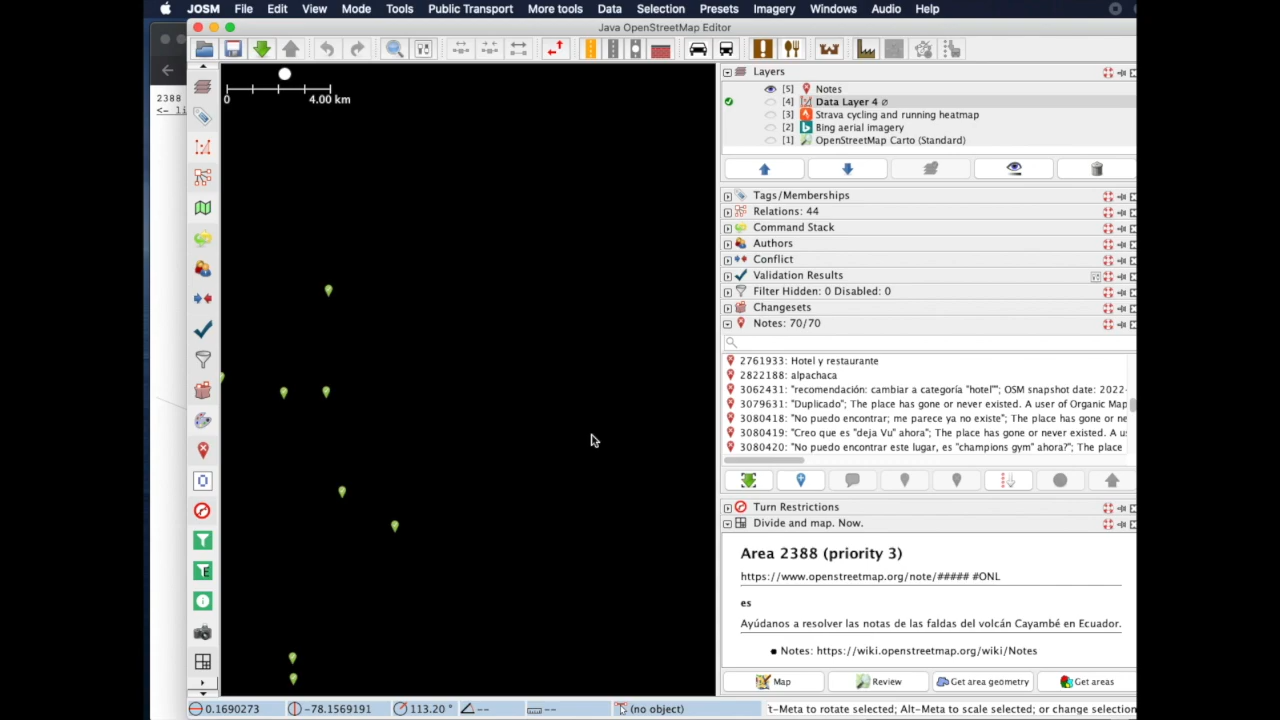 JOSM File Edit View Mode Tools Public Transport More tools Data Selection Presets Imagery Windows Audio Help
Java OpenStreetMap Editor
2388
<- li
0 4.00 km
Layers
[5] Notes
[4] Data Layer 4
[3] Strava cycling and running heatmap
[2] Bing aerial imagery
[1] OpenStreetMap Carto (Standard)
Tags/Memberships
Relations: 44
Command Stack
Authors
Conflict
Validation Results
Filter Hidden: 0 Disabled: 0
Changesets
Notes: 70/70
2761933: Hotel y restaurante
2822188: alpachaca
3062431: "recomendación: cambiar a categoría "hotel""; OSM snapshot date: 2022-
3079631: "Duplicado"; The place has gone or never existed. A user of Organic Map
3080418: "No puedo encontrar; me parece ya no existe"; The place has gone or ne
3080419: "Creo que es "deja Vu" ahora"; The place has gone or never existed. A u
3080420: "No puedo encontrar este lugar, es "champions gym" ahora?"; The place
Turn Restrictions
Divide and map. Now.
Area 2388 (priority 3)
https://www.openstreetmap.org/note/##### #ONL
es
Ayúdanos a resolver las notas de las faldas del volcán Cayambé en Ecuador.
• Notes: https://wiki.openstreetmap.org/wiki/Notes
Map Review Get area geometry Get areas
0.1690273 -78.1569191 113.20 ° -- -- (no object) t-Meta to rotate selected; Alt-Meta to scale selected; or change selection